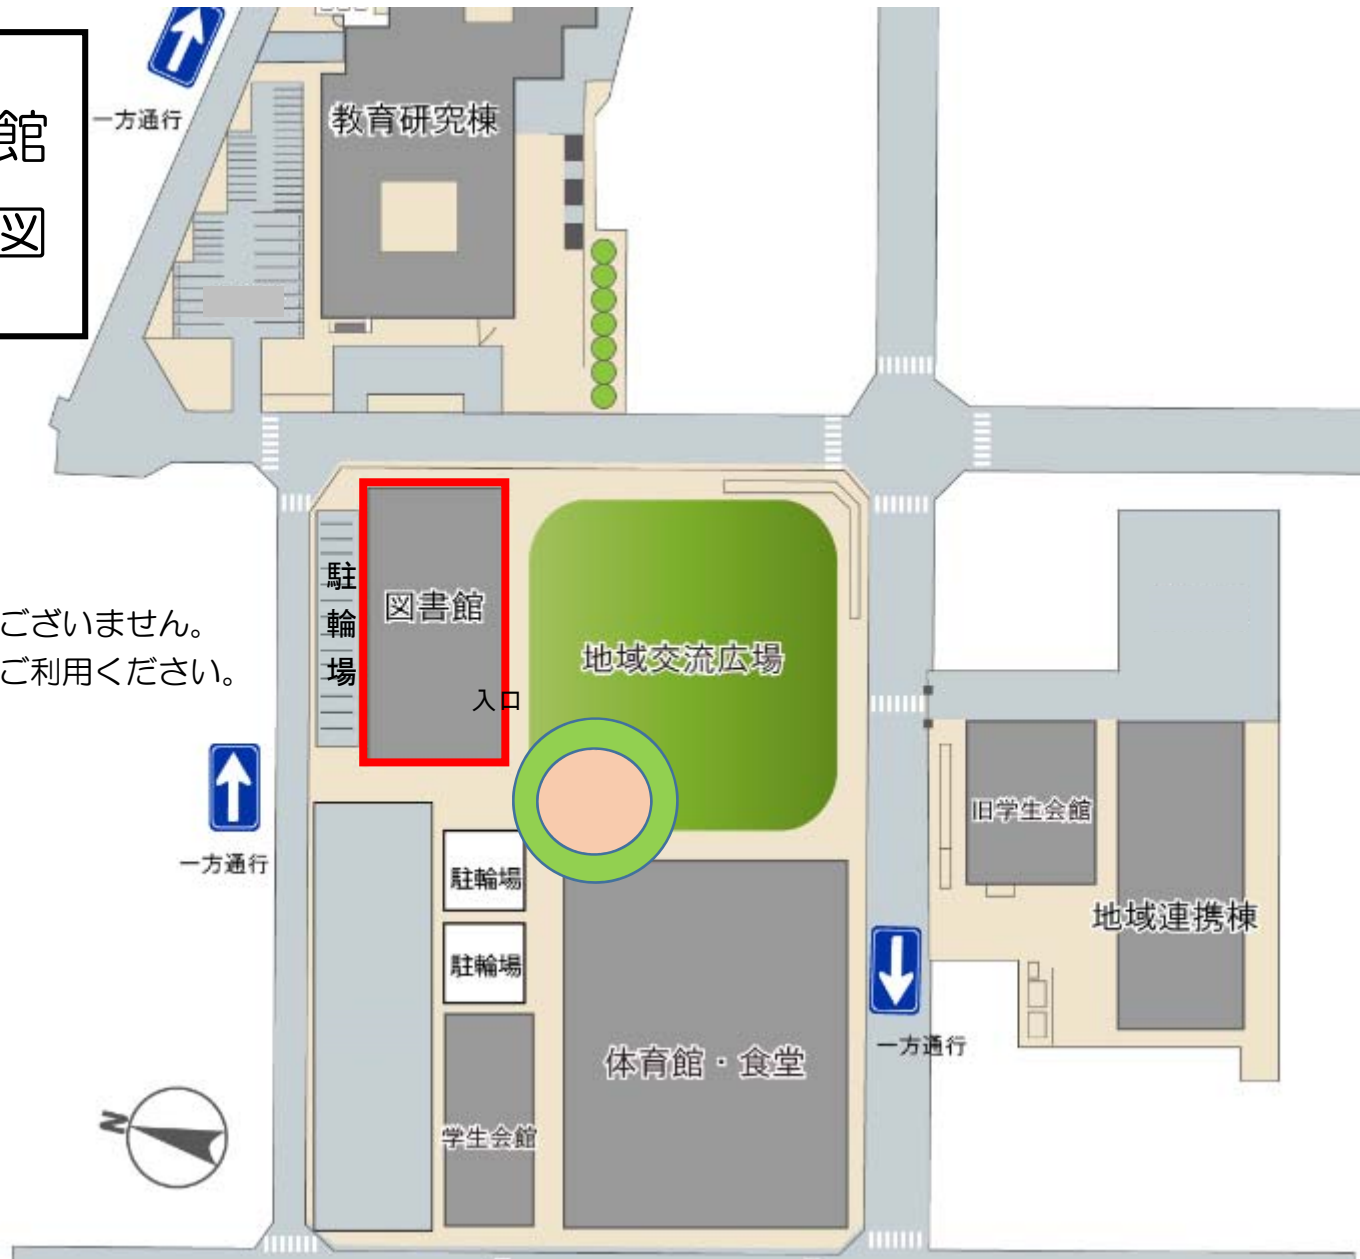 館
図
一方通行
教育研究棟
駐輪場
図書館
入口
地域交流広場
ございません。
ご利用ください。
一方通行
駐輪場
駐輪場
旧学生会館
地域連携棟
一方通行
体育館・食堂
学生会館
N